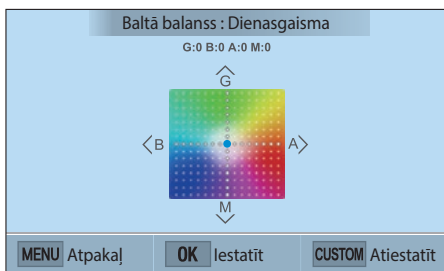 Baltā balanss : Dienasgaisma
G:0 B:0 A:0 M:0
G
B A
M
MENU Atpakaļ OK Iestatīt CUSTOM Atiestatīt